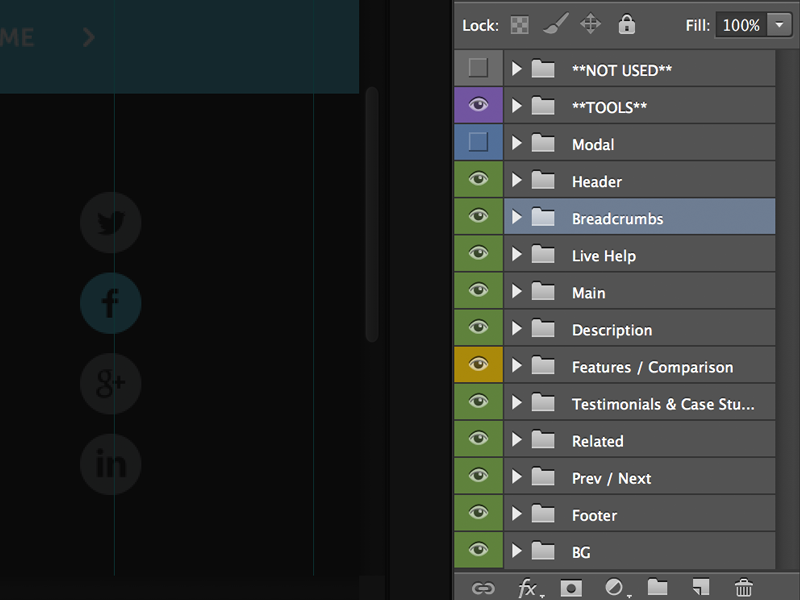 ME
Lock:
Fill: 100%
**NOT USED**
**TOOLS**
Modal
Header
Breadcrumbs
Live Help
Main
Description
Features / Comparison
Testimonials & Case Stu...
Related
Prev / Next
Footer
BG
f
g+
in
fx